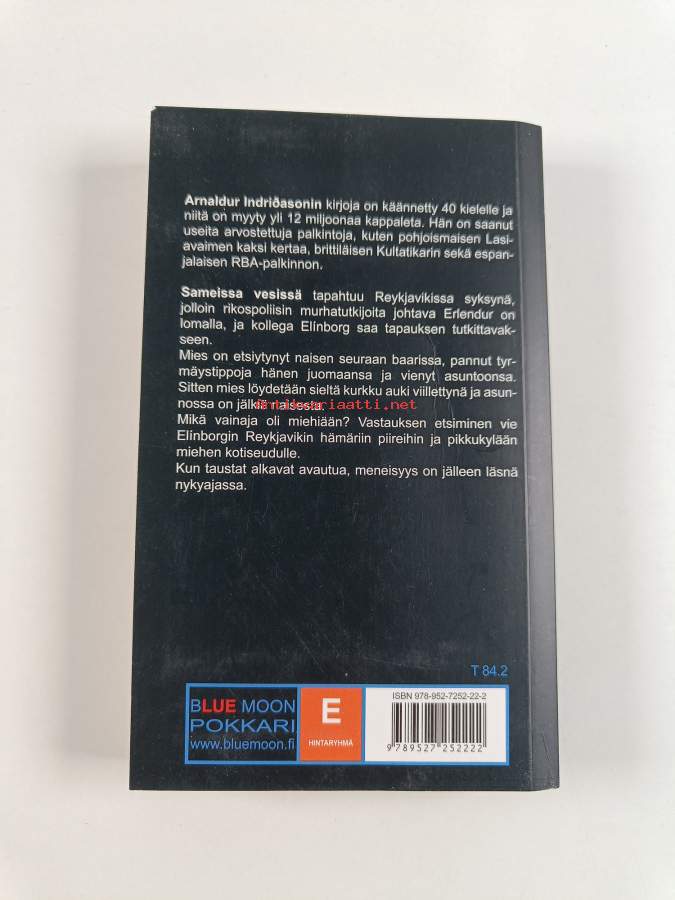 Arnaldur Indriðasonin kirjoja on käännetty 40 kielelle ja
niitä on myyty yli 12 miljoonaa kappaleta. Hän on saanut
useita arvostettuja palkintoja, kuten pohjoismaisen Lasi-
avaimen kaksi kertaa, brittiläisen Kultatikarin sekä espan-
jalaisen RBA-palkinnon.
Sameissa vesissä tapahtuu Reykjavikissa syksynä,
jolloin rikospoliisin murhatutkijoita johtava Erlendur on
lomalla, ja kollega Elínborg saa tapauksen tutkittavak-
seen.
Mies on etsiytynyt naisen seuraan baarissa, pannut tyr-
mäystippoja hänen juomaansa ja vienyt asuntoonsa.
Sitten mies löydetään sieltä kurkku auki viillettynä ja asun-
nossa on jälkiä naisesta.
Antikvariaatti.net
Mikä vainaja oli miehiään? Vastauksen etsiminen vie
Elínborgin Reykjavikin hämäriin piireihin ja pikkukylään
miehen kotiseudulle.
Kun taustat alkavat avautua, meneisyys on jälleen läsnä
nykyajassa.
T 84.2
BLUE MOON
POKKARI
www.bluemoon.fi
E
HINTARYHMÄ
ISBN 978-952-7252-22-2
9 789527 252222